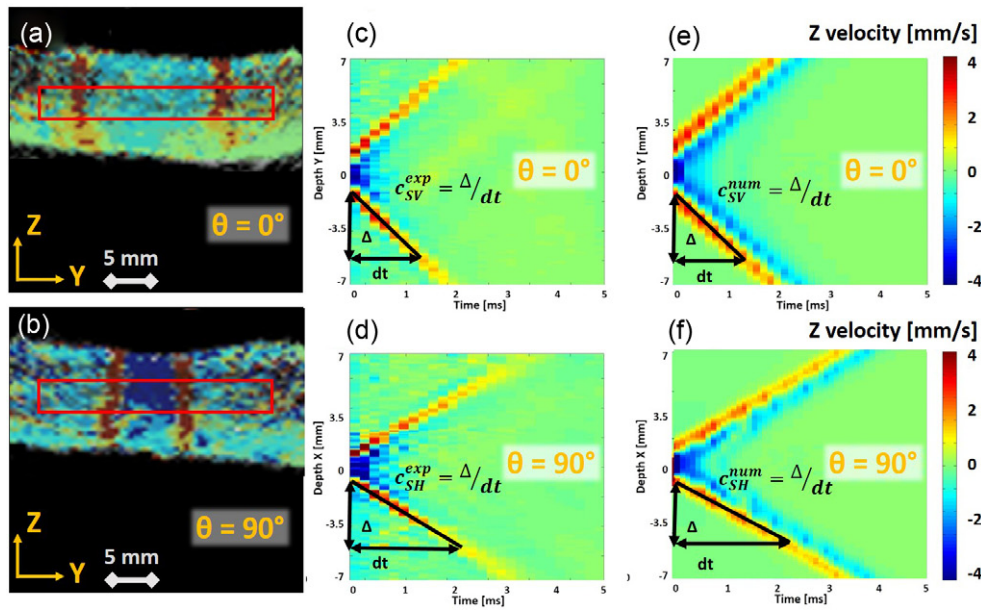 (a)
θ = 0°
Z
Y
5 mm
(b)
θ = 90°
Z
Y
5 mm
(c)
7
3.5
0
-3.5
-7
Depth Y [mm]
c_SV^exp = Δ/dt
θ = 0°
Δ
dt
0 1 2 3 4 5
Time [ms]
(d)
7
3.5
0
-3.5
-7
Depth X [mm]
c_SH^exp = Δ/dt
θ = 90°
Δ
dt
0 1 2 3 4 5
Time [ms]
(e)
Z velocity [mm/s]
7
3.5
0
-3.5
-7
Depth Y [mm]
c_SV^num = Δ/dt
θ = 0°
Δ
dt
0 1 2 3 4 5
Time [ms]
4
2
0
-2
-4
(f)
Z velocity [mm/s]
7
3.5
0
-3.5
-7
Depth X [mm]
c_SH^num = Δ/dt
θ = 90°
Δ
dt
0 1 2 3 4 5
Time [ms]
4
2
0
-2
-4